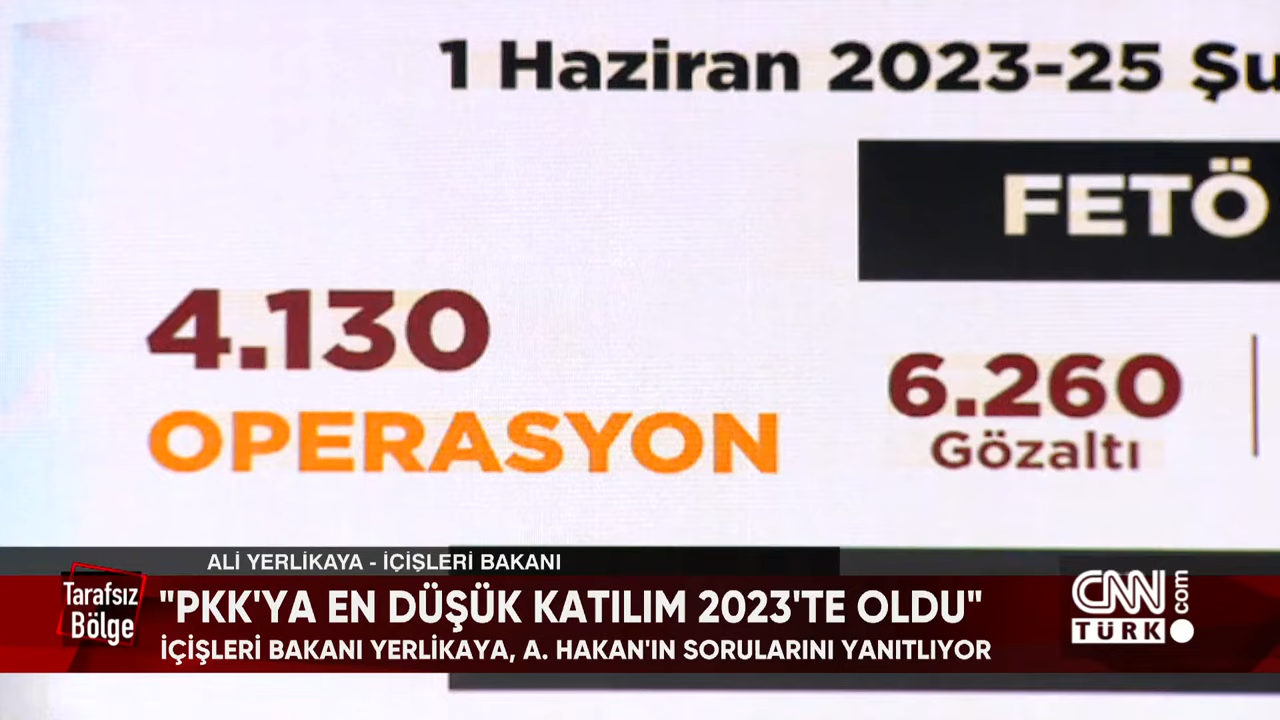 1 Haziran 2023-25 Şu
FETÖ
4.130
OPERASYON
6.260
Gözaltı
ALİ YERLİKAYA - İÇİŞLERİ BAKANI
Tarafsız
Bölge
"PKK'YA EN DÜŞÜK KATILIM 2023'TE OLDU"
İÇİŞLERİ BAKANI YERLİKAYA, A. HAKAN'IN SORULARINI YANITLIYOR
CNN
TÜRK
.com